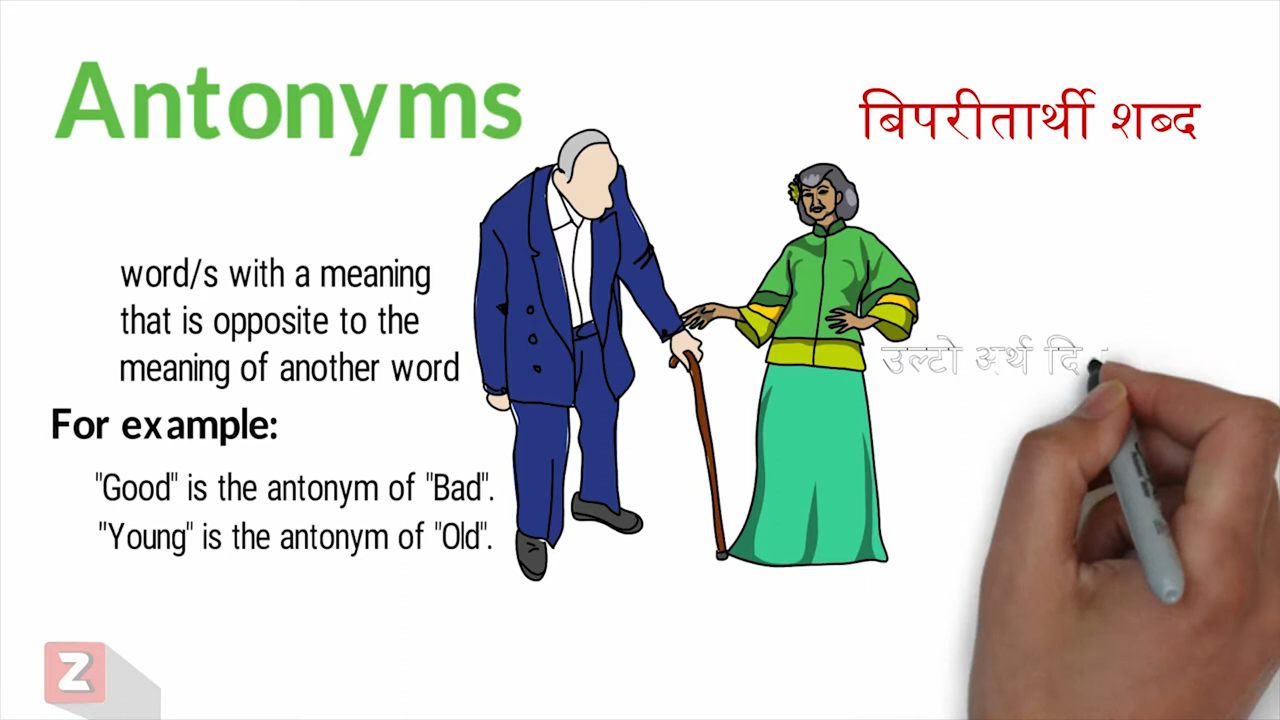 Antonyms
बिपरीतार्थी शब्द
word/s with a meaning
that is opposite to the
meaning of another word
उल्टो अर्थ दि
For example:
"Good" is the antonym of "Bad".
"Young" is the antonym of "Old".
Z